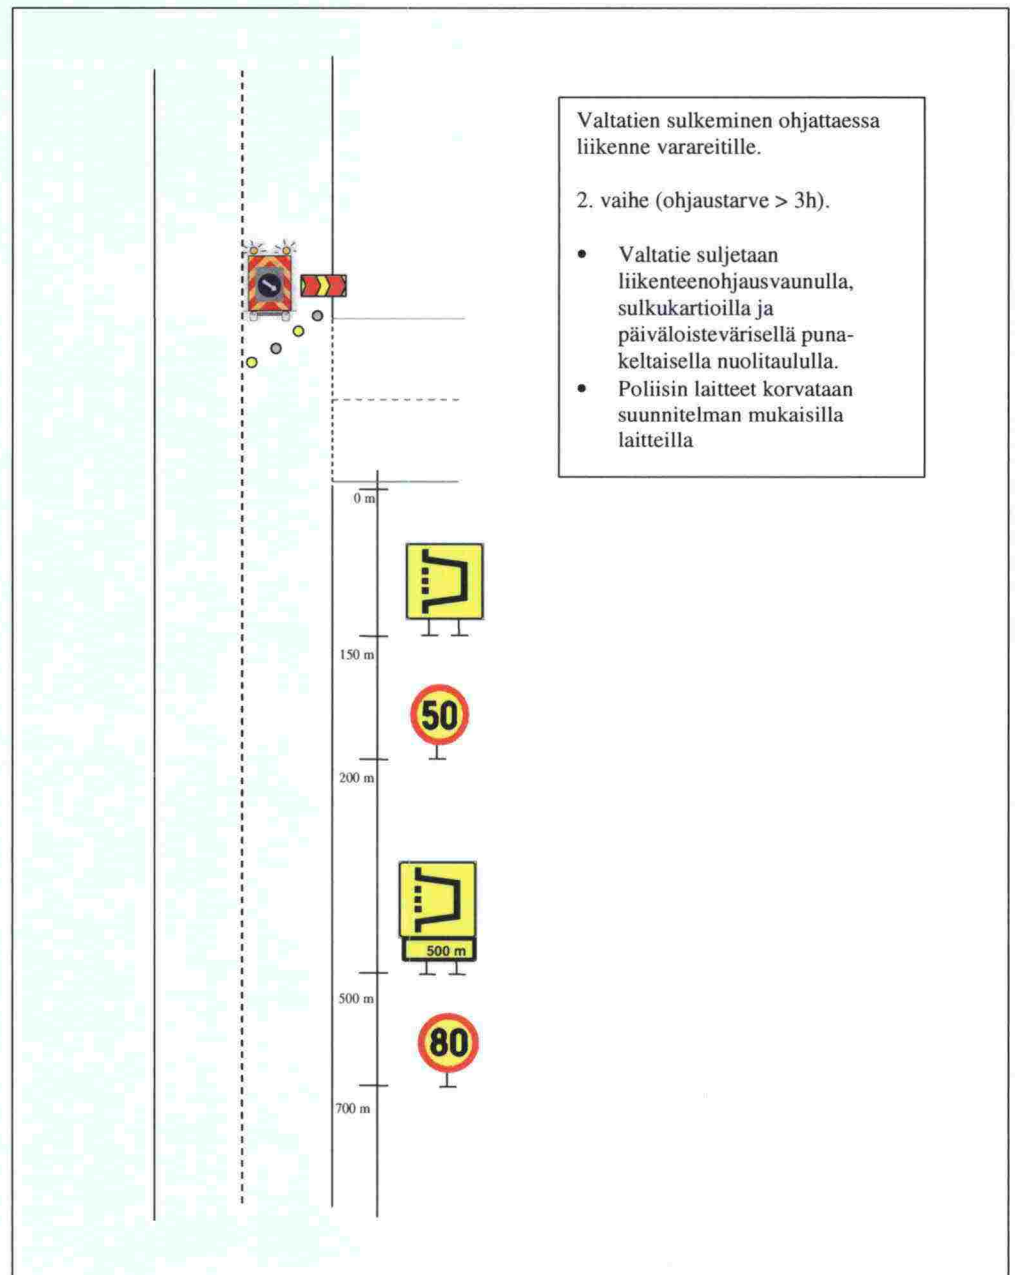 Valtatien sulkeminen ohjattaessa
liikenne varareitille.
2. vaihe (ohjaustarve > 3h).
• Valtatie suljetaan
liikenteenohjausvaunulla,
sulkukartioilla ja
päiväloistevärisellä puna-
keltaisella nuolitaululla.
• Poliisin laitteet korvataan
suunnitelman mukaisilla
laitteilla
0 m
150 m
50
200 m
500 m
500 m
80
700 m